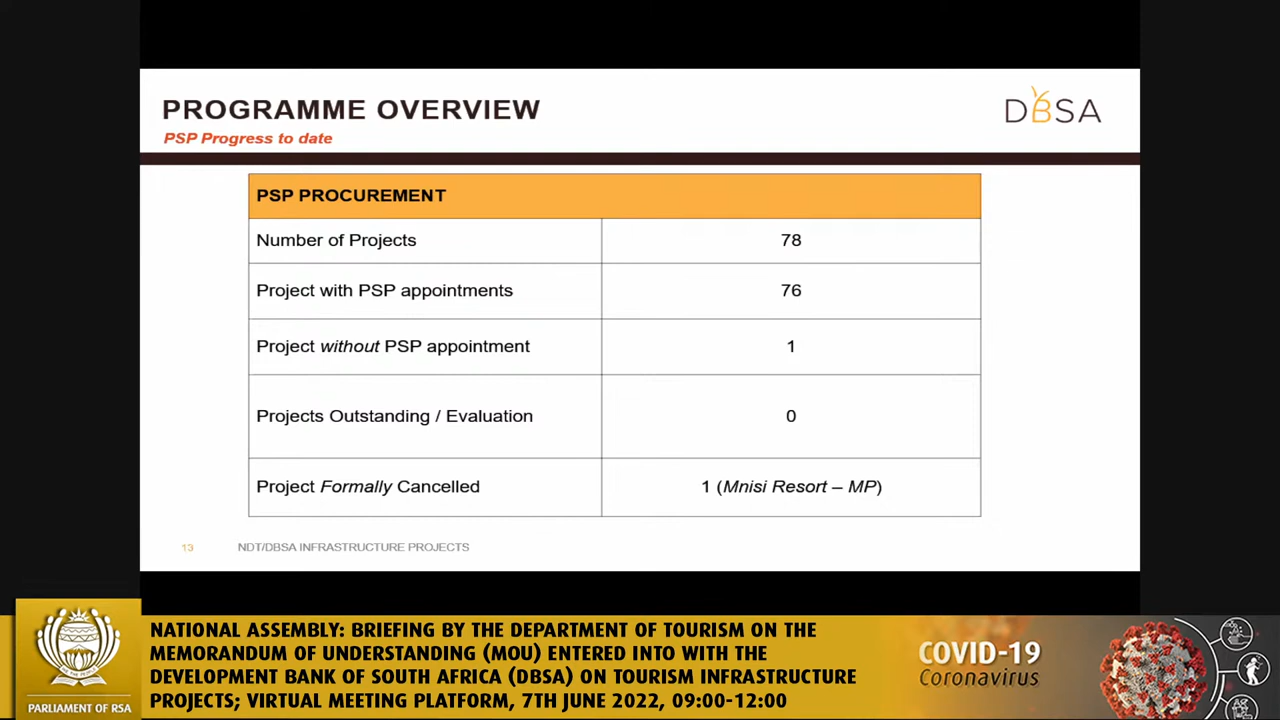 PROGRAMME OVERVIEW
DBSA
PSP Progress to date
PSP PROCUREMENT
Number of Projects 78
Project with PSP appointments 76
Project without PSP appointment 1
Projects Outstanding / Evaluation 0
Project Formally Cancelled 1 (Mnisi Resort – MP)
13 NDT/DBSA INFRASTRUCTURE PROJECTS
PARLIAMENT OF RSA
NATIONAL ASSEMBLY: BRIEFING BY THE DEPARTMENT OF TOURISM ON THE
MEMORANDUM OF UNDERSTANDING (MOU) ENTERED INTO WITH THE
DEVELOPMENT BANK OF SOUTH AFRICA (DBSA) ON TOURISM INFRASTRUCTURE
PROJECTS; VIRTUAL MEETING PLATFORM, 7TH JUNE 2022, 09:00-12:00
COVID-19
Coronavirus